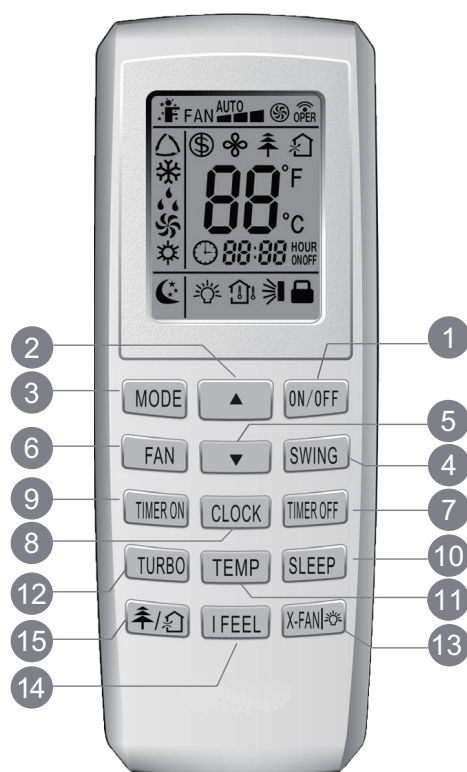 FAN AUTO OPER
88 °F
°C
88:88 HOUR
ON OFF
2 1
3 MODE ▲ ON/OFF
5
6 FAN ▼ SWING
4
9 TIMER ON CLOCK TIMER OFF
8 7
TURBO TEMP SLEEP 10
12 11
I FEEL X-FAN
15 13
14